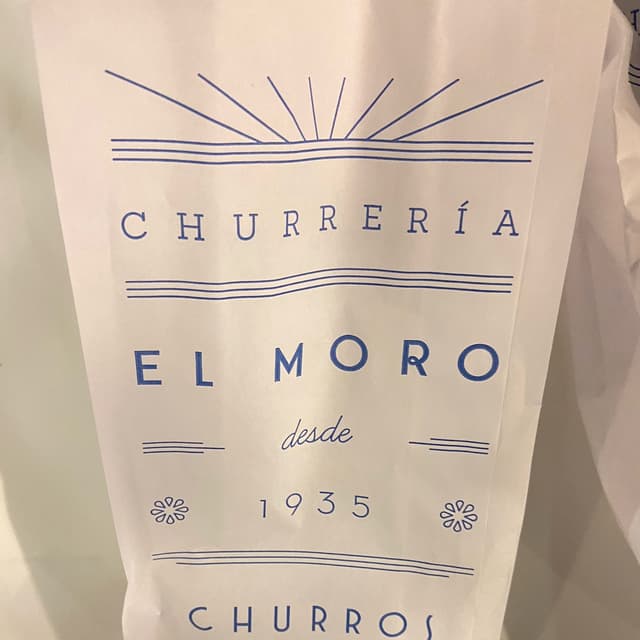 CHURRERÍA
EL MORO
desde
1935
CHURROS